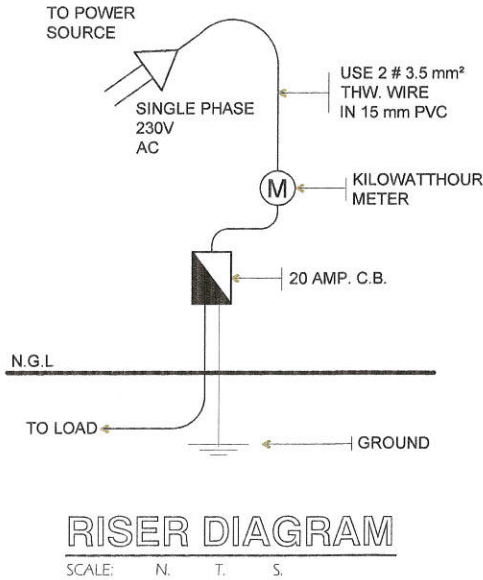 TO POWER
SOURCE
USE 2 # 3.5 mm²
THW. WIRE
IN 15 mm PVC
SINGLE PHASE
230V
AC
M
KILOWATTHOUR
METER
20 AMP. C.B.
N.G.L
TO LOAD
GROUND
RISER DIAGRAM
SCALE: N. T. S.